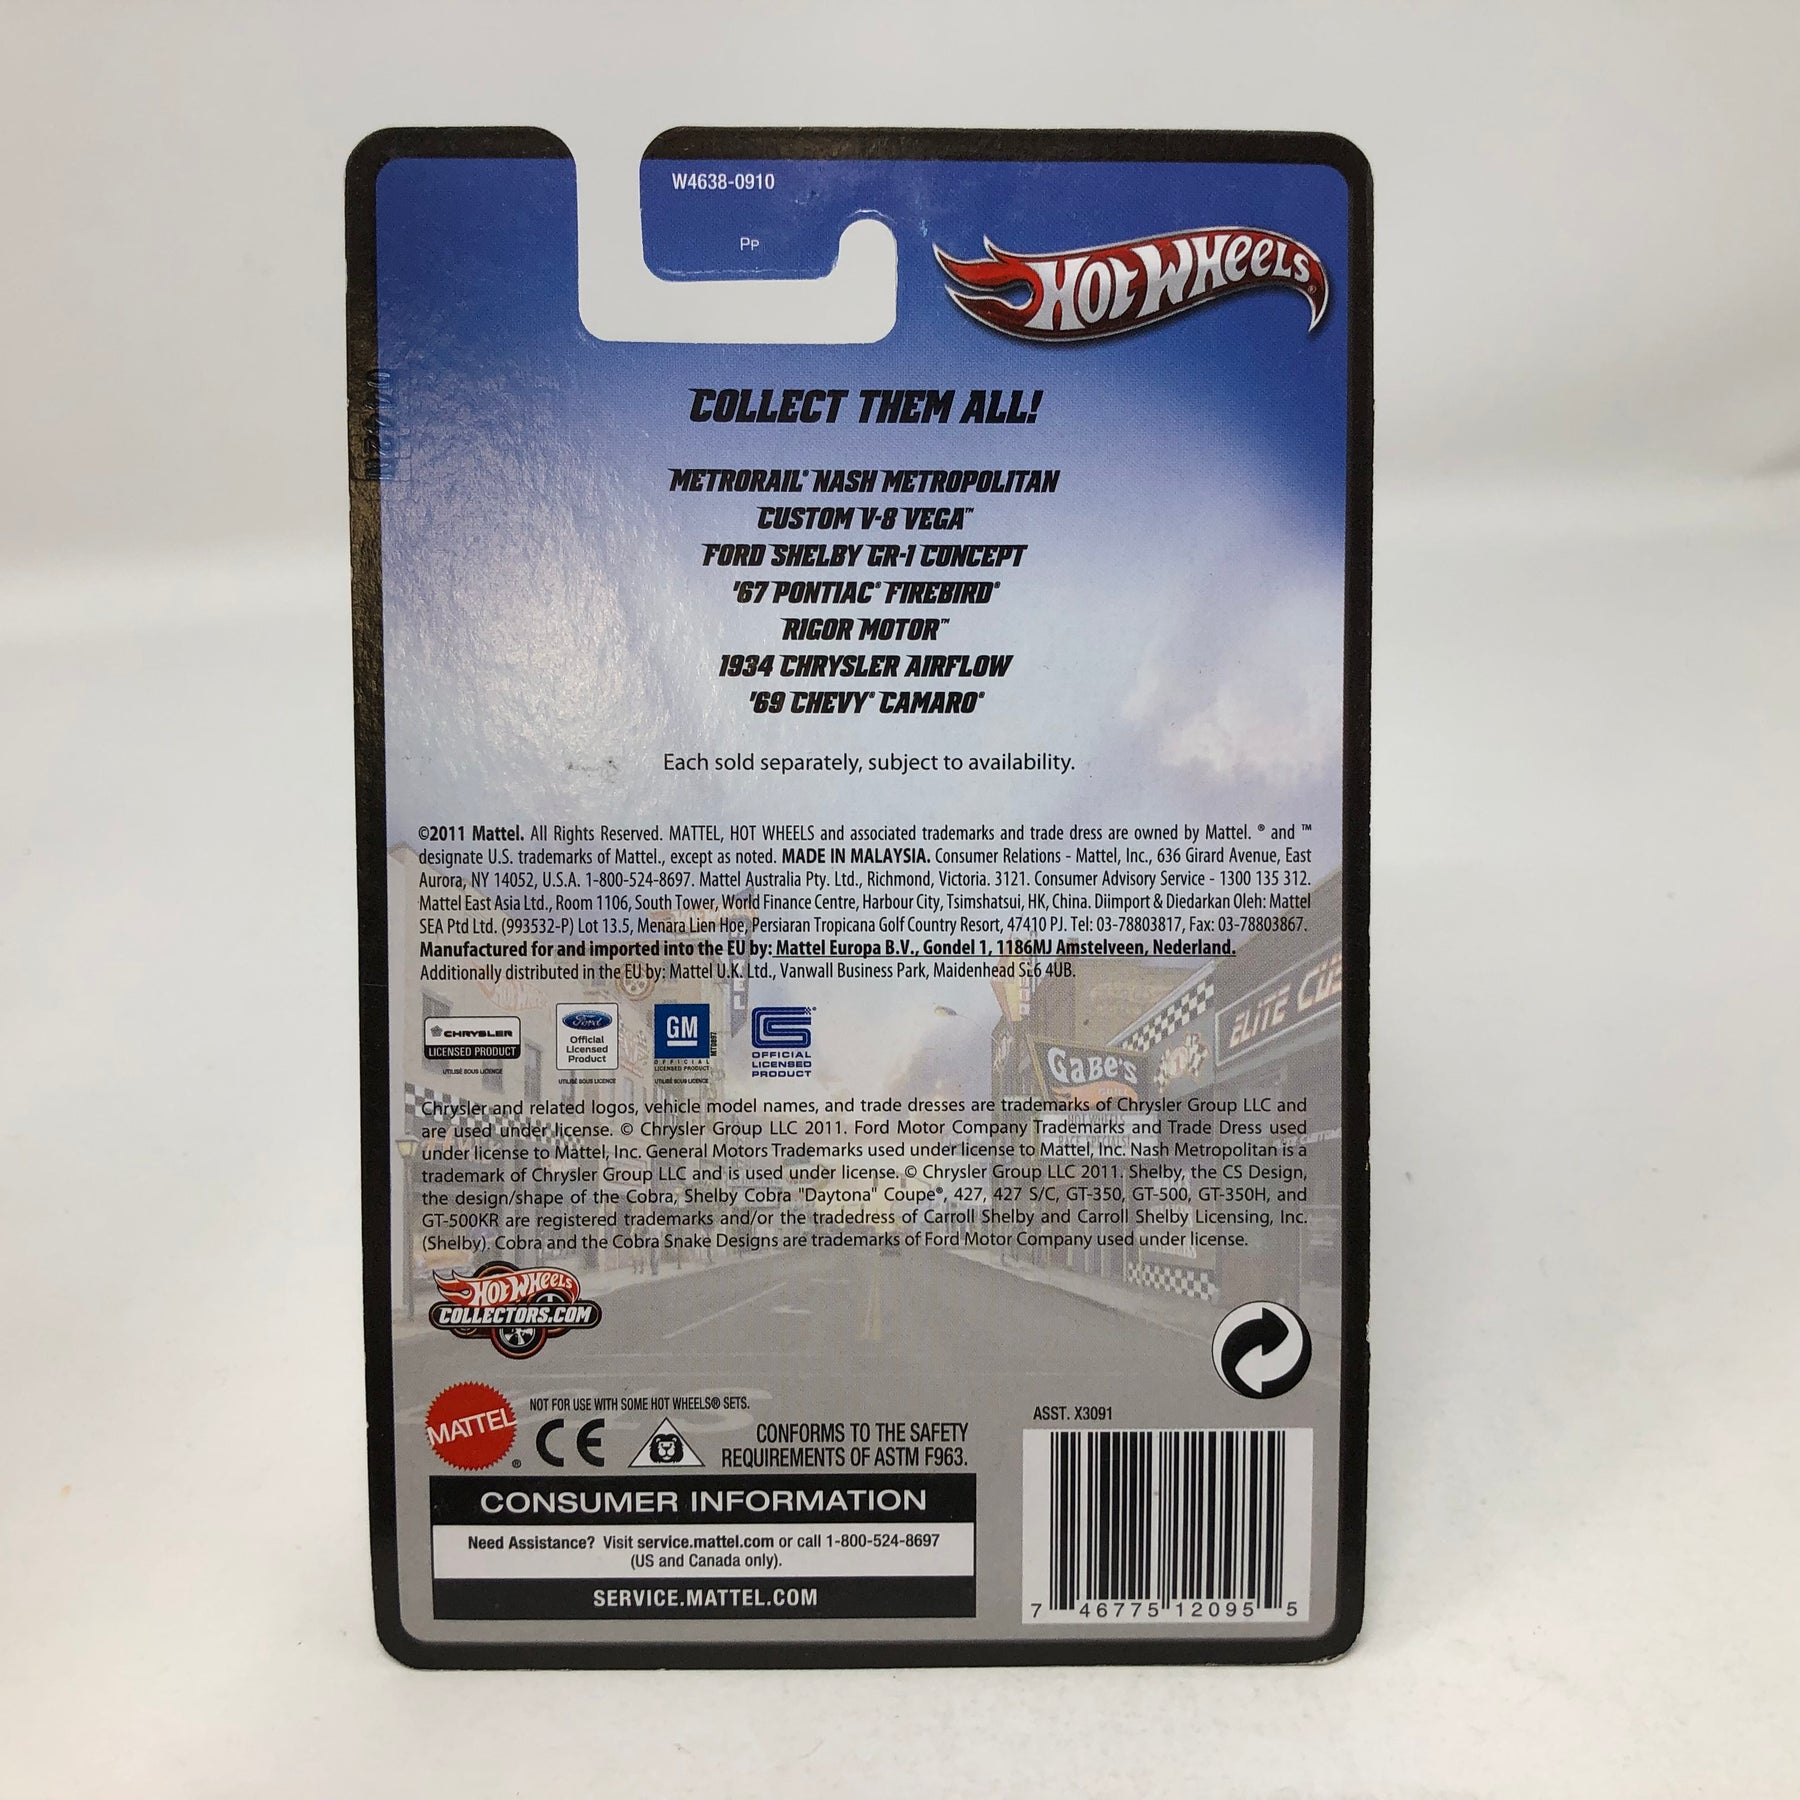 W4638-0910
Pp
HOT WHEELS
COLLECT THEM ALL!
METRORAIL® NASH METROPOLITAN
CUSTOM V-8 VEGA™
FORD SHELBY GR-1 CONCEPT
'67 PONTIAC® FIREBIRD®
RIGOR MOTOR™
1934 CHRYSLER AIRFLOW
'69 CHEVY® CAMARO®
Each sold separately, subject to availability.
©2011 Mattel. All Rights Reserved. MATTEL, HOT WHEELS and associated trademarks and trade dress are owned by Mattel. ® and ™
designate U.S. trademarks of Mattel., except as noted. MADE IN MALAYSIA. Consumer Relations - Mattel, Inc., 636 Girard Avenue, East
Aurora, NY 14052, U.S.A. 1-800-524-8697. Mattel Australia Pty. Ltd., Richmond, Victoria. 3121. Consumer Advisory Service - 1300 135 312.
Mattel East Asia Ltd., Room 1106, South Tower, World Finance Centre, Harbour City, Tsimshatsui, HK, China. Diimport & Diedarkan Oleh: Mattel
SEA Ptd Ltd. (993532-P) Lot 13.5, Menara Lien Hoe, Persiaran Tropicana Golf Country Resort, 47410 PJ. Tel: 03-78803817, Fax: 03-78803867.
Manufactured for and imported into the EU by: Mattel Europa B.V., Gondel 1, 1186MJ Amstelveen, Nederland.
Additionally distributed in the EU by: Mattel U.K. Ltd., Vanwall Business Park, Maidenhead SL6 4UB.
ELITE CUS
GABE'S
CHRYSLER
LICENSED PRODUCT
UTILISÉ SOUS LICENCE
Ford
Official
Licensed
Product
UTILISÉ SOUS LICENCE
GM
OFFICIAL
LICENSED PRODUCT
UTILISÉ SOUS LICENCE
CS
OFFICIAL
LICENSED
PRODUCT
Chrysler and related logos, vehicle model names, and trade dresses are trademarks of Chrysler Group LLC and
are used under license. © Chrysler Group LLC 2011. Ford Motor Company Trademarks and Trade Dress used
under license to Mattel, Inc. General Motors Trademarks used under license to Mattel, Inc. Nash Metropolitan is a
trademark of Chrysler Group LLC and is used under license. © Chrysler Group LLC 2011. Shelby, the CS Design,
the design/shape of the Cobra, Shelby Cobra "Daytona" Coupe®, 427, 427 S/C, GT-350, GT-500, GT-350H, and
GT-500KR are registered trademarks and/or the tradedress of Carroll Shelby and Carroll Shelby Licensing, Inc.
(Shelby). Cobra and the Cobra Snake Designs are trademarks of Ford Motor Company used under license.
HOT WHEELS
COLLECTORS.COM
MATTEL®
NOT FOR USE WITH SOME HOT WHEELS® SETS.
CE
CONFORMS TO THE SAFETY
REQUIREMENTS OF ASTM F963.
CONSUMER INFORMATION
Need Assistance? Visit service.mattel.com or call 1-800-524-8697
(US and Canada only).
SERVICE.MATTEL.COM
ASST. X3091
7 46775 12095 5